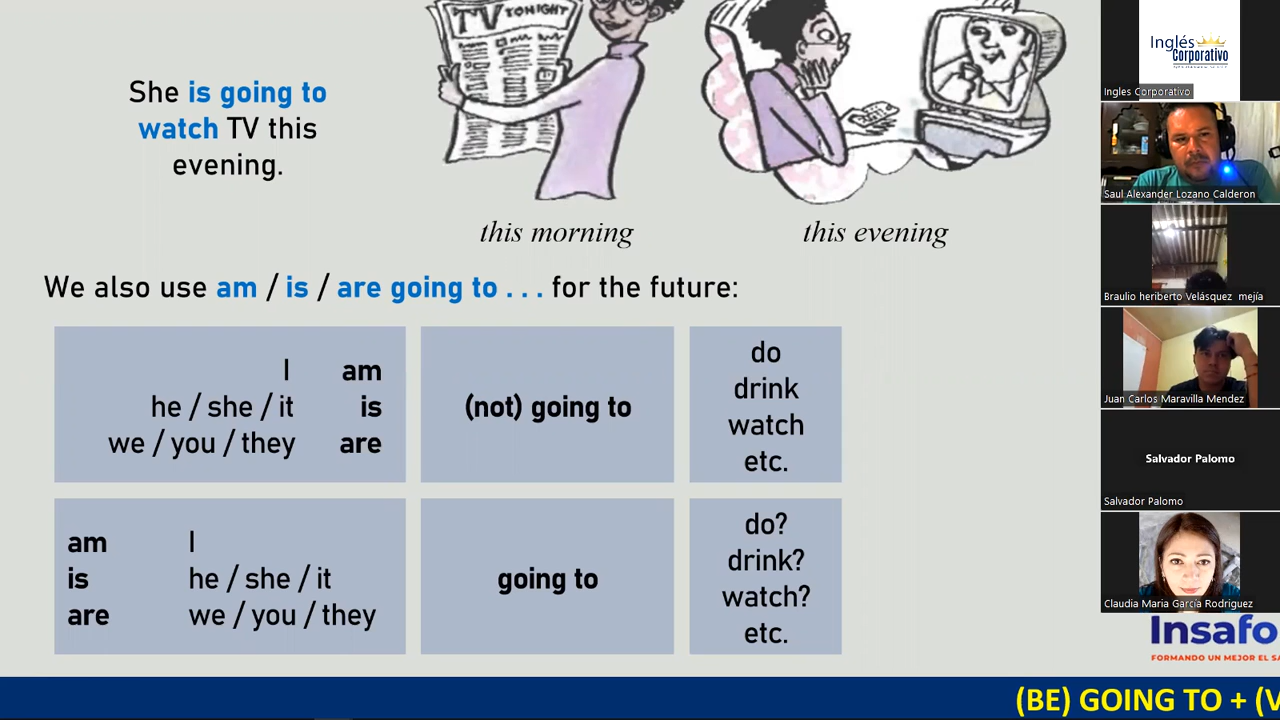 TV TONIGHT
She is going to
watch TV this
evening.
this morning
this evening
We also use am / is / are going to . . . for the future:
I am
he / she / it is
we / you / they are
(not) going to
do
drink
watch
etc.
am I
is he / she / it
are we / you / they
going to
do?
drink?
watch?
etc.
(BE) GOING TO + (V
Inglés
Corporativo
Ingles Corporativo
Saul Alexander Lozano Calderon
Braulio heriberto Velásquez mejía
Juan Carlos Maravilla Mendez
Salvador Palomo
Salvador Palomo
Claudia Maria García Rodriguez
Insafo
FORMANDO UN MEJOR EL SA